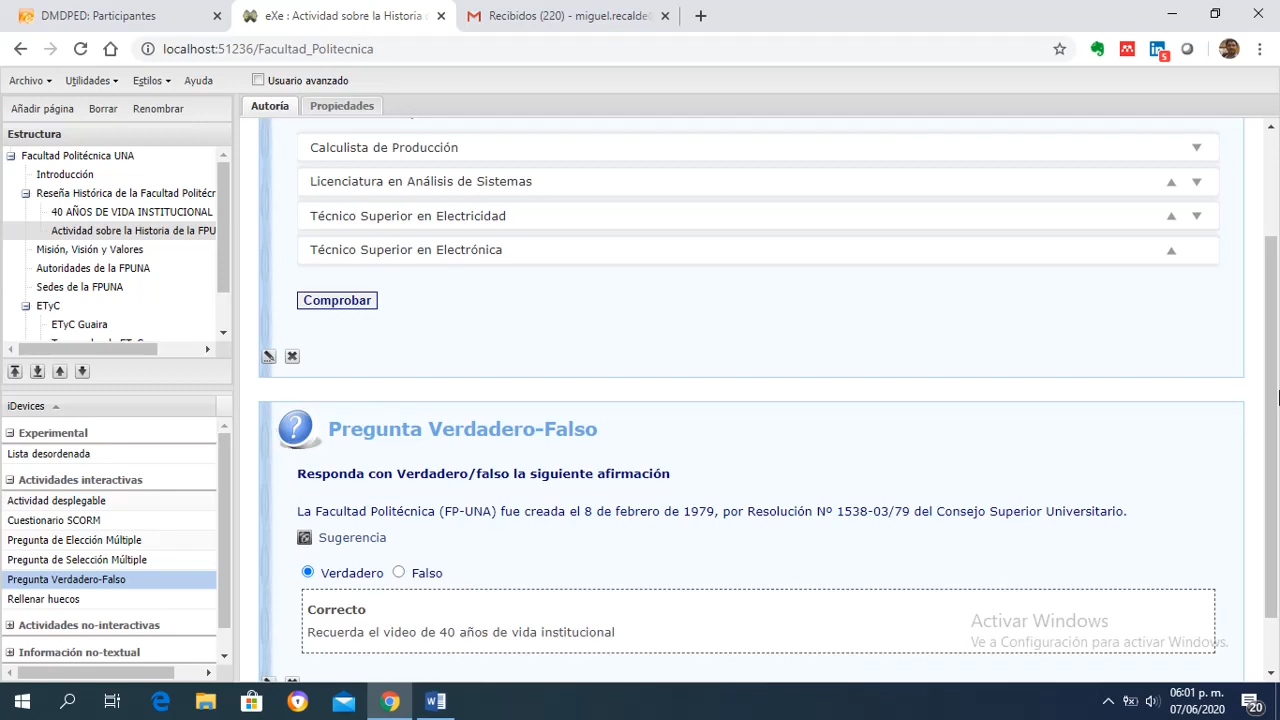 DMDPED: Participantes
eXe : Actividad sobre la Historia d
Recibidos (220) - miguel.recalde@
localhost:51236/Facultad_Politecnica
5
Archivo Utilidades Estilos Ayuda Usuario avanzado
Añadir página Borrar Renombrar
Autoría Propiedades
Estructura
Facultad Politécnica UNA
Introducción
Reseña Histórica de la Facultad Politécr
40 AÑOS DE VIDA INSTITUCIONAL
Actividad sobre la Historia de la FPU
Misión, Visión y Valores
Autoridades de la FPUNA
Sedes de la FPUNA
ETyC
ETyC Guaira
iDevices
Experimental
Lista desordenada
Actividades interactivas
Actividad desplegable
Cuestionario SCORM
Pregunta de Elección Múltiple
Pregunta de Selección Múltiple
Pregunta Verdadero-Falso
Rellenar huecos
Actividades no-interactivas
Información no-textual
Calculista de Producción
Licenciatura en Análisis de Sistemas
Técnico Superior en Electricidad
Técnico Superior en Electrónica
Comprobar
Pregunta Verdadero-Falso
Responda con Verdadero/falso la siguiente afirmación
La Facultad Politécnica (FP-UNA) fue creada el 8 de febrero de 1979, por Resolución Nº 1538-03/79 del Consejo Superior Universitario.
Sugerencia
Verdadero Falso
Correcto
Recuerda el video de 40 años de vida institucional
Activar Windows
Ve a Configuración para activar Windows.
06:01 p. m.
07/06/2020
20